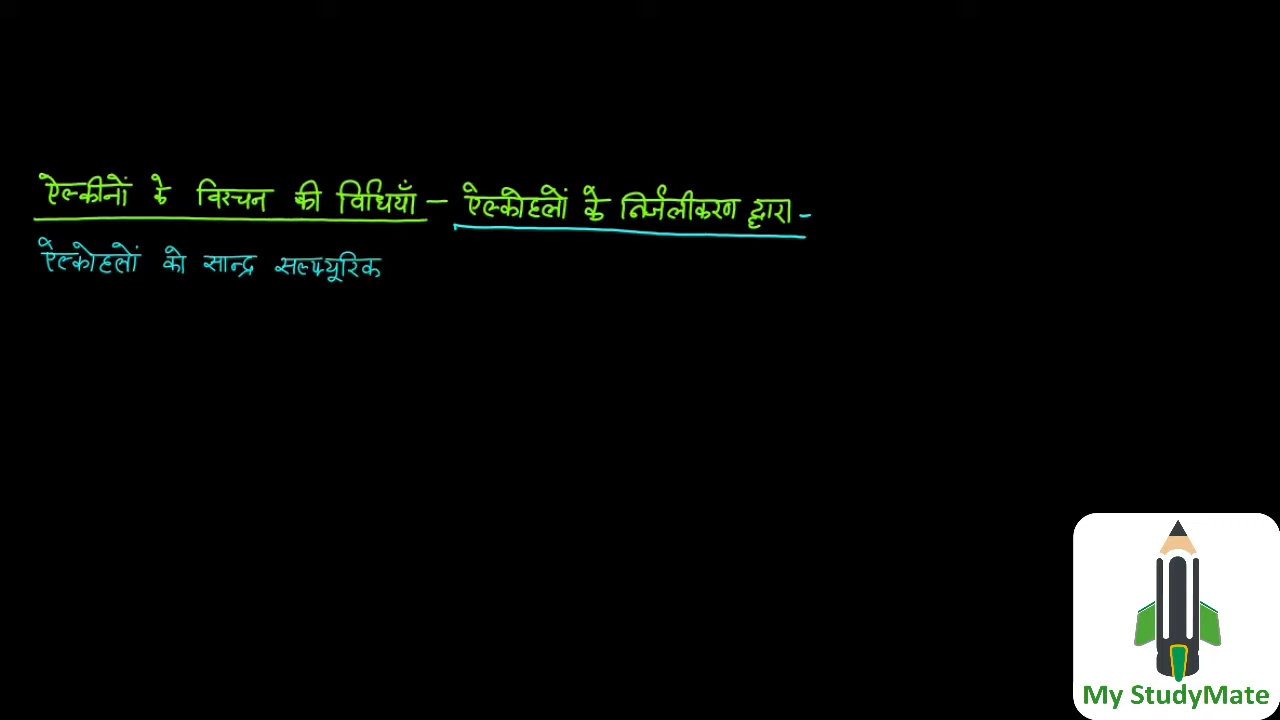 ऐल्कीनों के विरचन की विधियाँ – ऐल्कोहलों के निर्जलीकरण द्वारा -
ऐल्कोहलों को सान्द्र सल्फ्यूरिक
My StudyMate